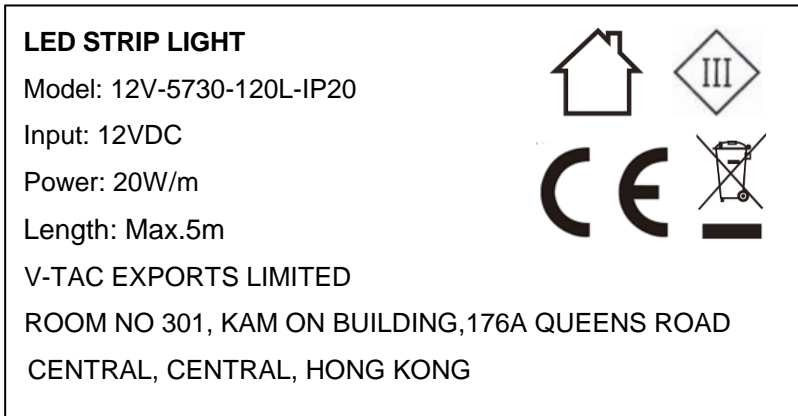 LED STRIP LIGHT
Model: 12V-5730-120L-IP20
Input: 12VDC
Power: 20W/m
Length: Max.5m
V-TAC EXPORTS LIMITED
ROOM NO 301, KAM ON BUILDING,176A QUEENS ROAD
CENTRAL, CENTRAL, HONG KONG
III
CE